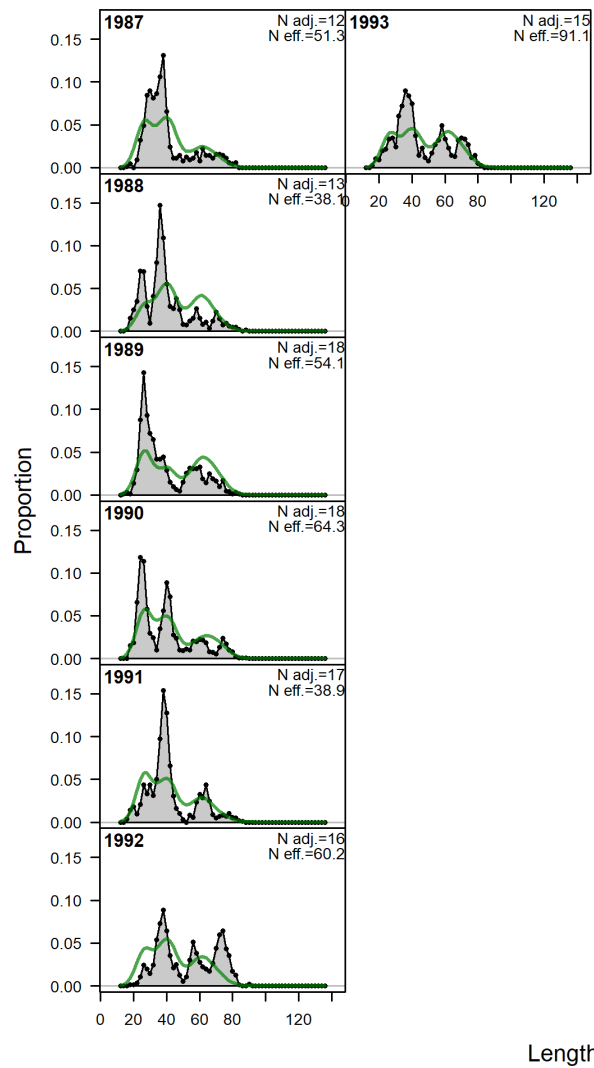 1987
N adj.=12
N eff.=51.3
0.15
0.10
0.05
0.00
1993
N adj.=15
N eff.=91.1
0 20 40 60 80 120
1988
N adj.=13
N eff.=38.1
0.15
0.10
0.05
0.00
1989
N adj.=18
N eff.=54.1
0.15
0.10
0.05
0.00
Proportion
1990
N adj.=18
N eff.=64.3
0.15
0.10
0.05
0.00
1991
N adj.=17
N eff.=38.9
0.15
0.10
0.05
0.00
1992
N adj.=16
N eff.=60.2
0.15
0.10
0.05
0.00
0 20 40 60 80 120
Length